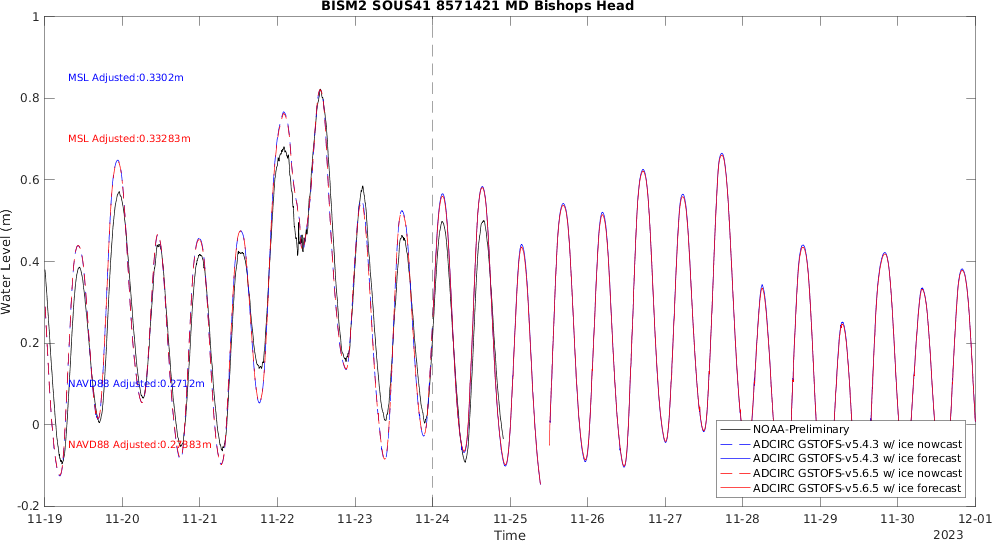 BISM2 SOUS41 8571421 MD Bishops Head
1
0.8
0.6
0.4
0.2
0
-0.2
Water Level (m)
MSL Adjusted:0.3302m
MSL Adjusted:0.33283m
NAVD88 Adjusted:0.2712m
NAVD88 Adjusted:0.27383m
NOAA-Preliminary
ADCIRC GSTOFS-v5.4.3 w/ ice nowcast
ADCIRC GSTOFS-v5.4.3 w/ ice forecast
ADCIRC GSTOFS-v5.6.5 w/ ice nowcast
ADCIRC GSTOFS-v5.6.5 w/ ice forecast
11-19 11-20 11-21 11-22 11-23 11-24 11-25 11-26 11-27 11-28 11-29 11-30 12-01
Time
2023